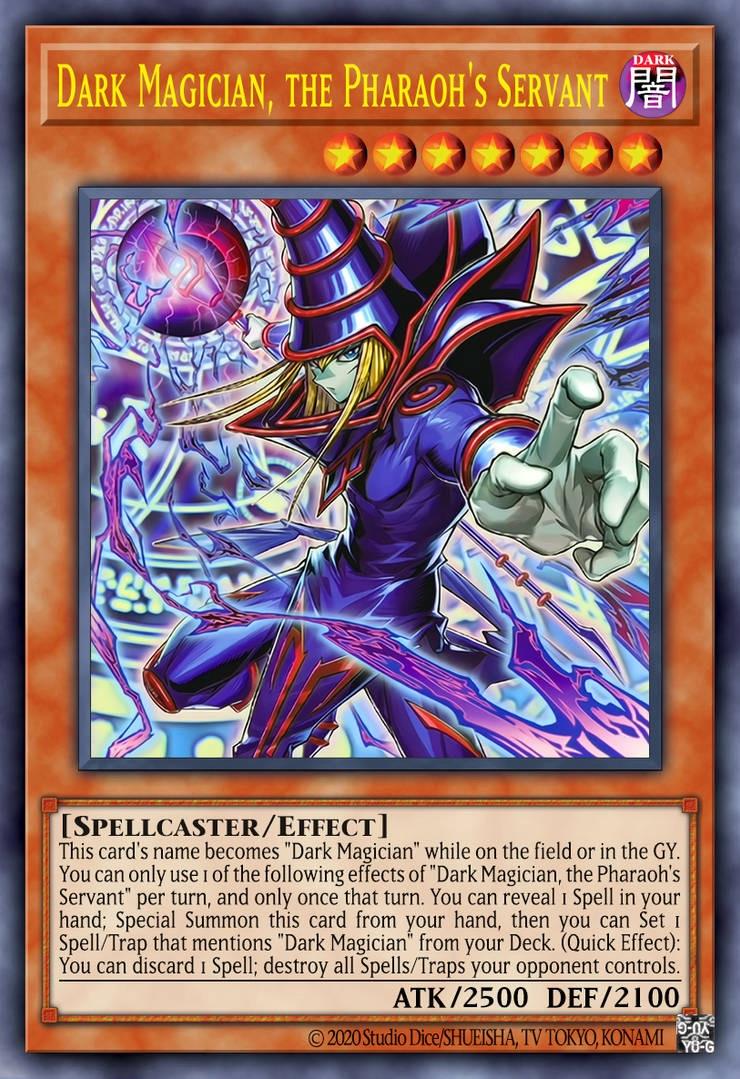 DARK MAGICIAN, THE PHARAOH'S SERVANT
DARK
闇
[SPELLCASTER/EFFECT]
This card's name becomes "Dark Magician" while on the field or in the GY.
You can only use 1 of the following effects of "Dark Magician, the Pharaoh's
Servant" per turn, and only once that turn. You can reveal 1 Spell in your
hand; Special Summon this card from your hand, then you can Set 1
Spell/Trap that mentions "Dark Magician" from your Deck. (Quick Effect):
You can discard 1 Spell; destroy all Spells/Traps your opponent controls.
ATK/2500 DEF/2100
© 2020 Studio Dice/SHUEISHA, TV TOKYO, KONAMI